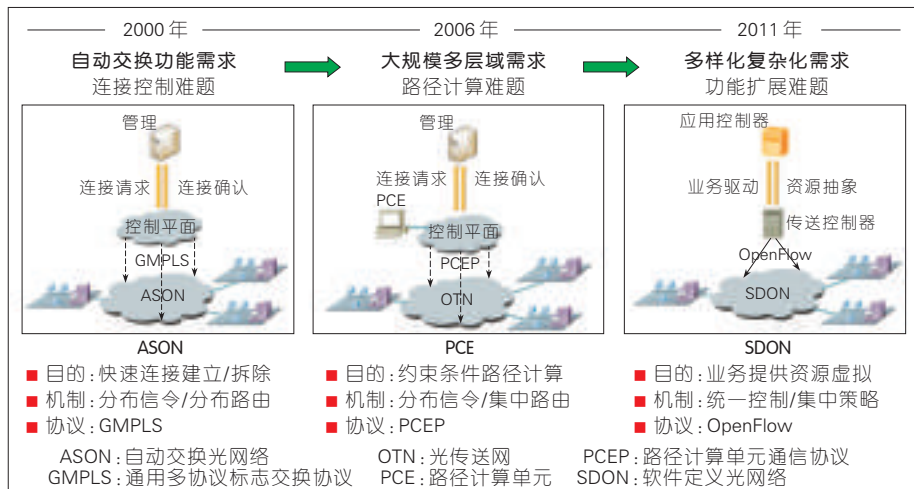 2000 年
自动交换功能需求
连接控制难题
管理
连接请求 连接确认
控制平面
GMPLS
ASON
ASON
■ 目的:快速连接建立/拆除
■ 机制:分布信令/分布路由
■ 协议:GMPLS
2006 年
大规模多层域需求
路径计算难题
管理
连接请求 连接确认
PCE
控制平面
PCEP
OTN
PCE
■ 目的:约束条件路径计算
■ 机制:分布信令/集中路由
■ 协议:PCEP
2011 年
多样化复杂化需求
功能扩展难题
应用控制器
业务驱动 资源抽象
传送控制器
OpenFlow
SDON
SDON
■ 目的:业务提供资源虚拟
■ 机制:统一控制/集中策略
■ 协议:OpenFlow
ASON:自动交换光网络 OTN:光传送网 PCEP:路径计算单元通信协议
GMPLS:通用多协议标志交换协议 PCE:路径计算单元 SDON:软件定义光网络